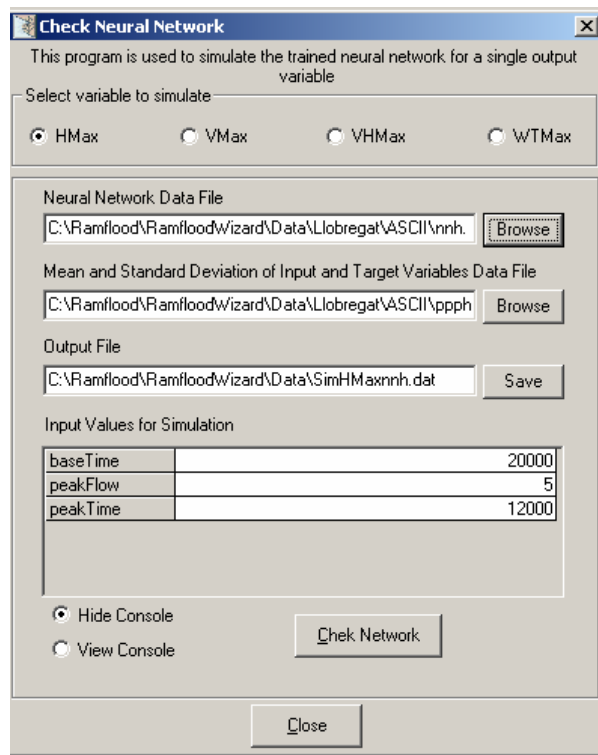 Check Neural Network
This program is used to simulate the trained neural network for a single output
variable
Select variable to simulate
HMax VMax VHMax WTMax
Neural Network Data File
C:\Ramflood\RamfloodWizard\Data\Llobregat\ASCII\nnh. Browse
Mean and Standard Deviation of Input and Target Variables Data File
C:\Ramflood\RamfloodWizard\Data\Llobregat\ASCII\ppph Browse
Output File
C:\Ramflood\RamfloodWizard\Data\SimHMaxnnh.dat Save
Input Values for Simulation
baseTime 20000
peakFlow 5
peakTime 12000
Hide Console
Chek Network
View Console
Close